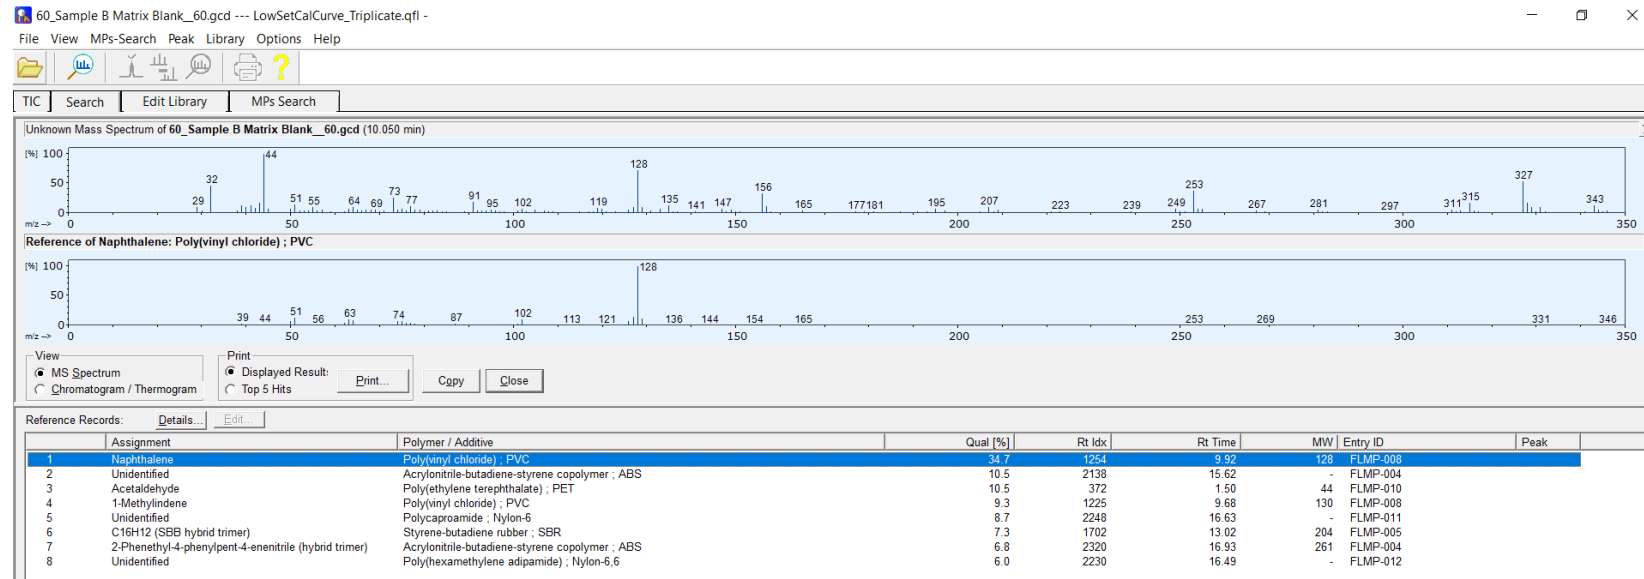 60_Sample B Matrix Blank__60.gcd --- LowSetCalCurve_Triplicate.qfl -
File View MPs-Search Peak Library Options Help
TIC Search Edit Library MPs Search
Unknown Mass Spectrum of 60_Sample B Matrix Blank__60.gcd (10.050 min)
[%] 100
50
0
29 32 44 51 55 64 69 73 77 91 95 102 119 128 135 141 147 156 165 177 181 195 207 223 239 249 253 267 281 297 311 315 327 343
m/z --> 0 50 100 150 200 250 300 350
Reference of Naphthalene: Poly(vinyl chloride) ; PVC
[%] 100
50
0
39 44 51 56 63 74 87 102 113 121 128 136 144 154 165 253 269 331 346
m/z --> 0 50 100 150 200 250 300 350
View Print
MS Spectrum Displayed Result: Print... Copy Close
Chromatogram / Thermogram Top 5 Hits
Reference Records: Details... Edit...
Assignment Polymer / Additive Qual [%] Rt Idx Rt Time MW Entry ID Peak
1 Naphthalene Poly(vinyl chloride) ; PVC 34.7 1254 9.92 128 FLMP-008
2 Unidentified Acrylonitrile-butadiene-styrene copolymer ; ABS 10.5 2138 15.62 - FLMP-004
3 Acetaldehyde Poly(ethylene terephthalate) ; PET 10.5 372 1.50 44 FLMP-010
4 1-Methylindene Poly(vinyl chloride) ; PVC 9.3 1225 9.68 130 FLMP-008
5 Unidentified Polycaproamide ; Nylon-6 8.7 2248 16.63 - FLMP-011
6 C16H12 (SBB hybrid trimer) Styrene-butadiene rubber ; SBR 7.3 1702 13.02 204 FLMP-005
7 2-Phenethyl-4-phenylpent-4-enenitrile (hybrid trimer) Acrylonitrile-butadiene-styrene copolymer ; ABS 6.8 2320 16.93 261 FLMP-004
8 Unidentified Poly(hexamethylene adipamide) ; Nylon-6,6 6.0 2230 16.49 - FLMP-012